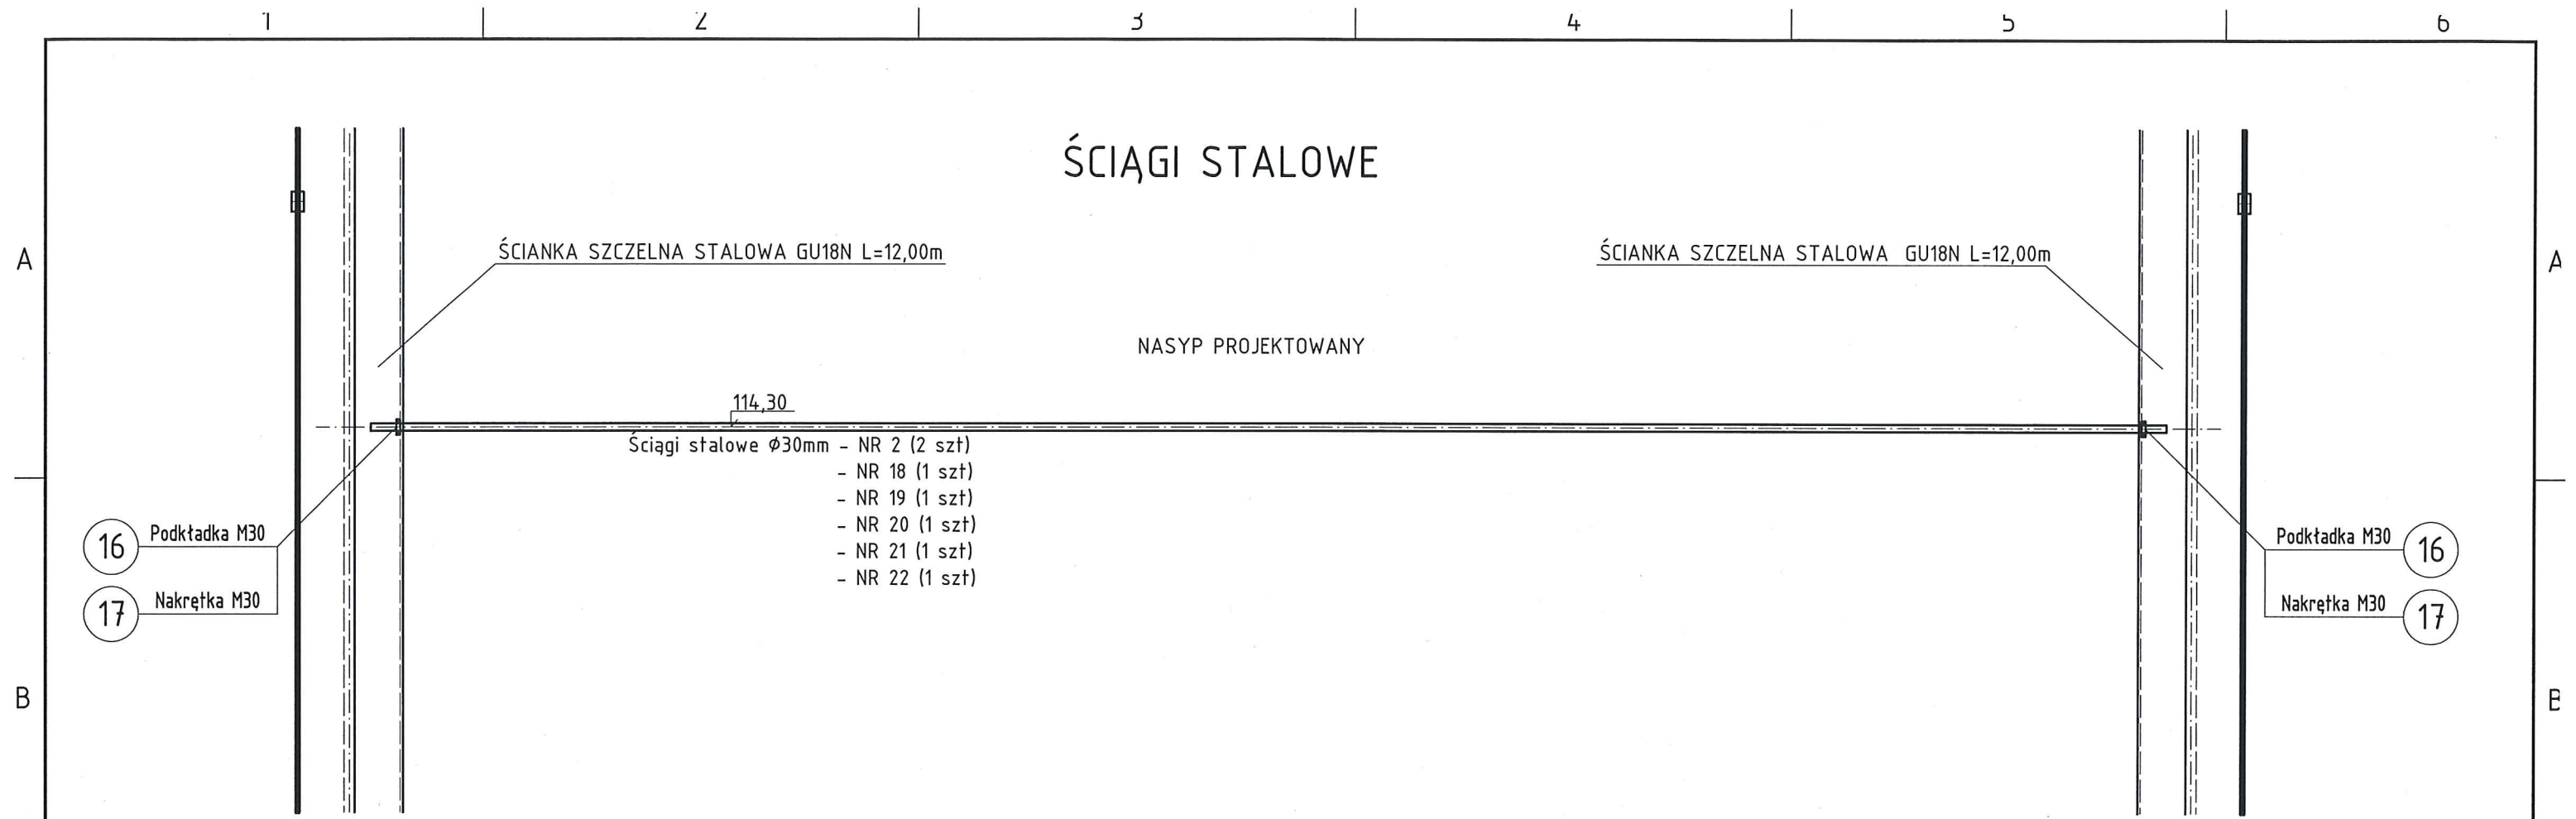 1 2 3 4 5 6
ŚCIĄGI STALOWE
A ŚCIANKA SZCZELNA STALOWA GU18N L=12,00m ŚCIANKA SZCZELNA STALOWA GU18N L=12,00m A
NASYP PROJEKTOWANY
114,30
Ściągi stalowe ϕ30mm - NR 2 (2 szt)
- NR 18 (1 szt)
- NR 19 (1 szt)
- NR 20 (1 szt)
- NR 21 (1 szt)
- NR 22 (1 szt)
16 Podkładka M30
17 Nakrętka M30
Podkładka M30 16
Nakrętka M30 17
B B